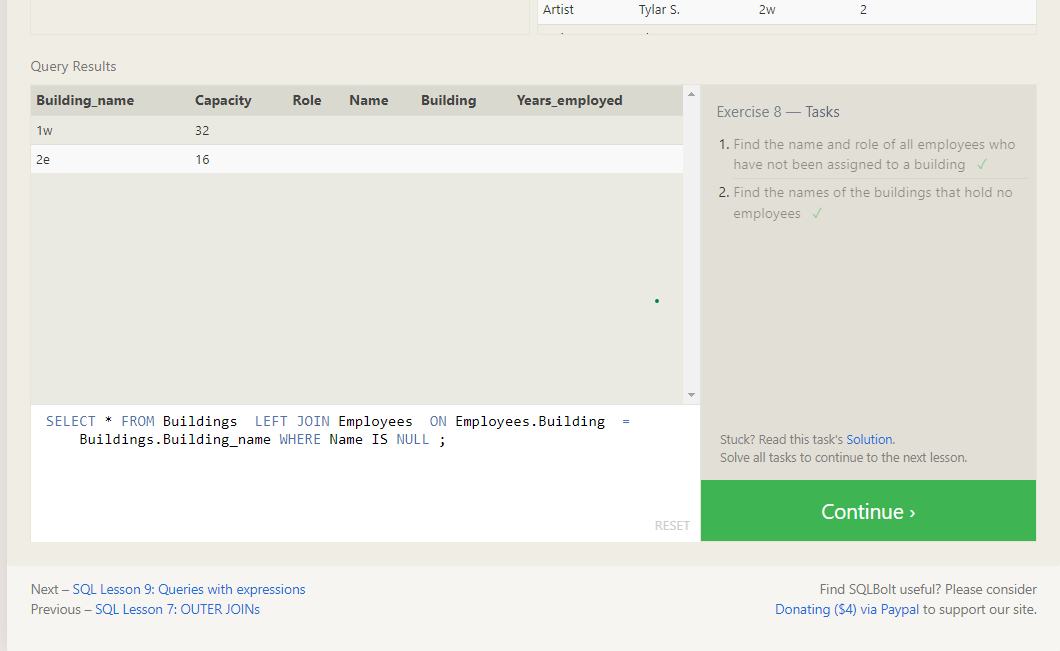 Artist Tylar S. 2w 2
Query Results
Building_name Capacity Role Name Building Years_employed
1w 32
2e 16
Exercise 8 — Tasks
1. Find the name and role of all employees who
have not been assigned to a building ✓
2. Find the names of the buildings that hold no
employees ✓
SELECT * FROM Buildings  LEFT JOIN Employees  ON Employees.Building  =
Buildings.Building_name WHERE Name IS NULL ;
RESET
Stuck? Read this task's Solution.
Solve all tasks to continue to the next lesson.
Continue ›
Next – SQL Lesson 9: Queries with expressions
Previous – SQL Lesson 7: OUTER JOINs
Find SQLBolt useful? Please consider
Donating ($4) via Paypal to support our site.